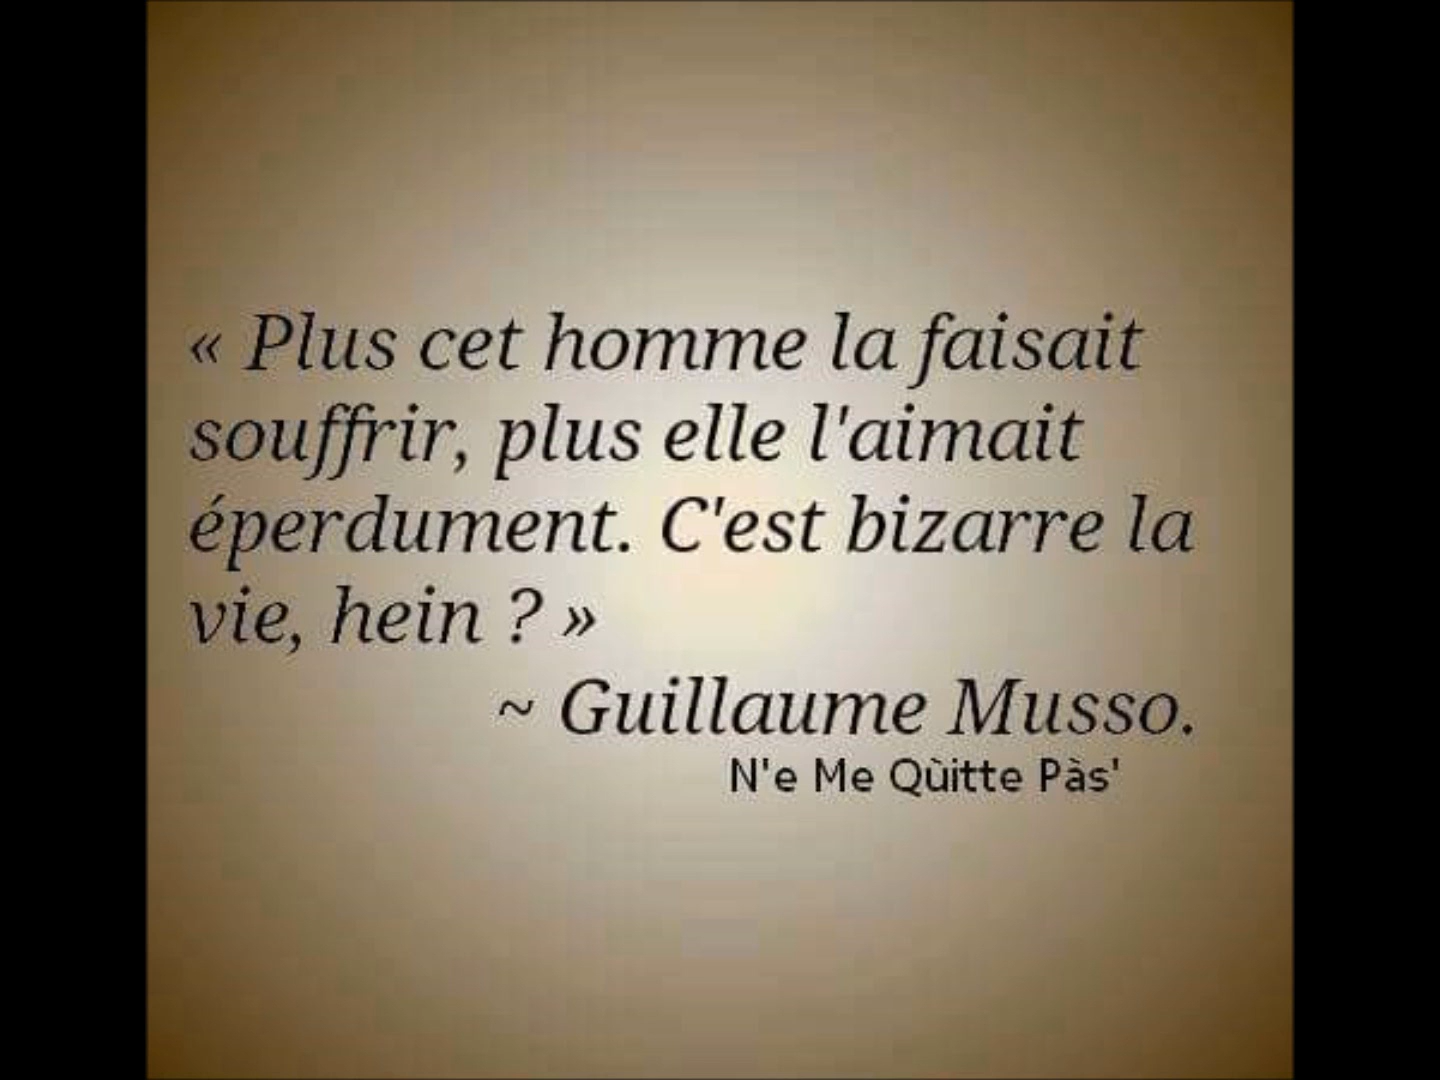 « Plus cet homme la faisait
souffrir, plus elle l'aimait
éperdument. C'est bizarre la
vie, hein ? »
~ Guillaume Musso.
N'e Me Qùitte Pàs'